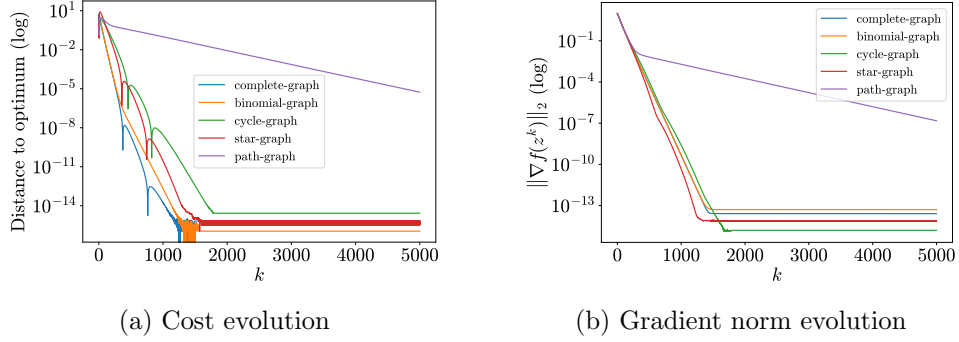 Distance to optimum (log)
10^1
10^{-2}
10^{-5}
10^{-8}
10^{-11}
10^{-14}
complete-graph
binomial-graph
cycle-graph
star-graph
path-graph
0 1000 2000 3000 4000 5000
k
(a) Cost evolution
||∇f(z^k)||_2 (log)
10^{-1}
10^{-4}
10^{-7}
10^{-10}
10^{-13}
complete-graph
binomial-graph
cycle-graph
star-graph
path-graph
0 1000 2000 3000 4000 5000
k
(b) Gradient norm evolution